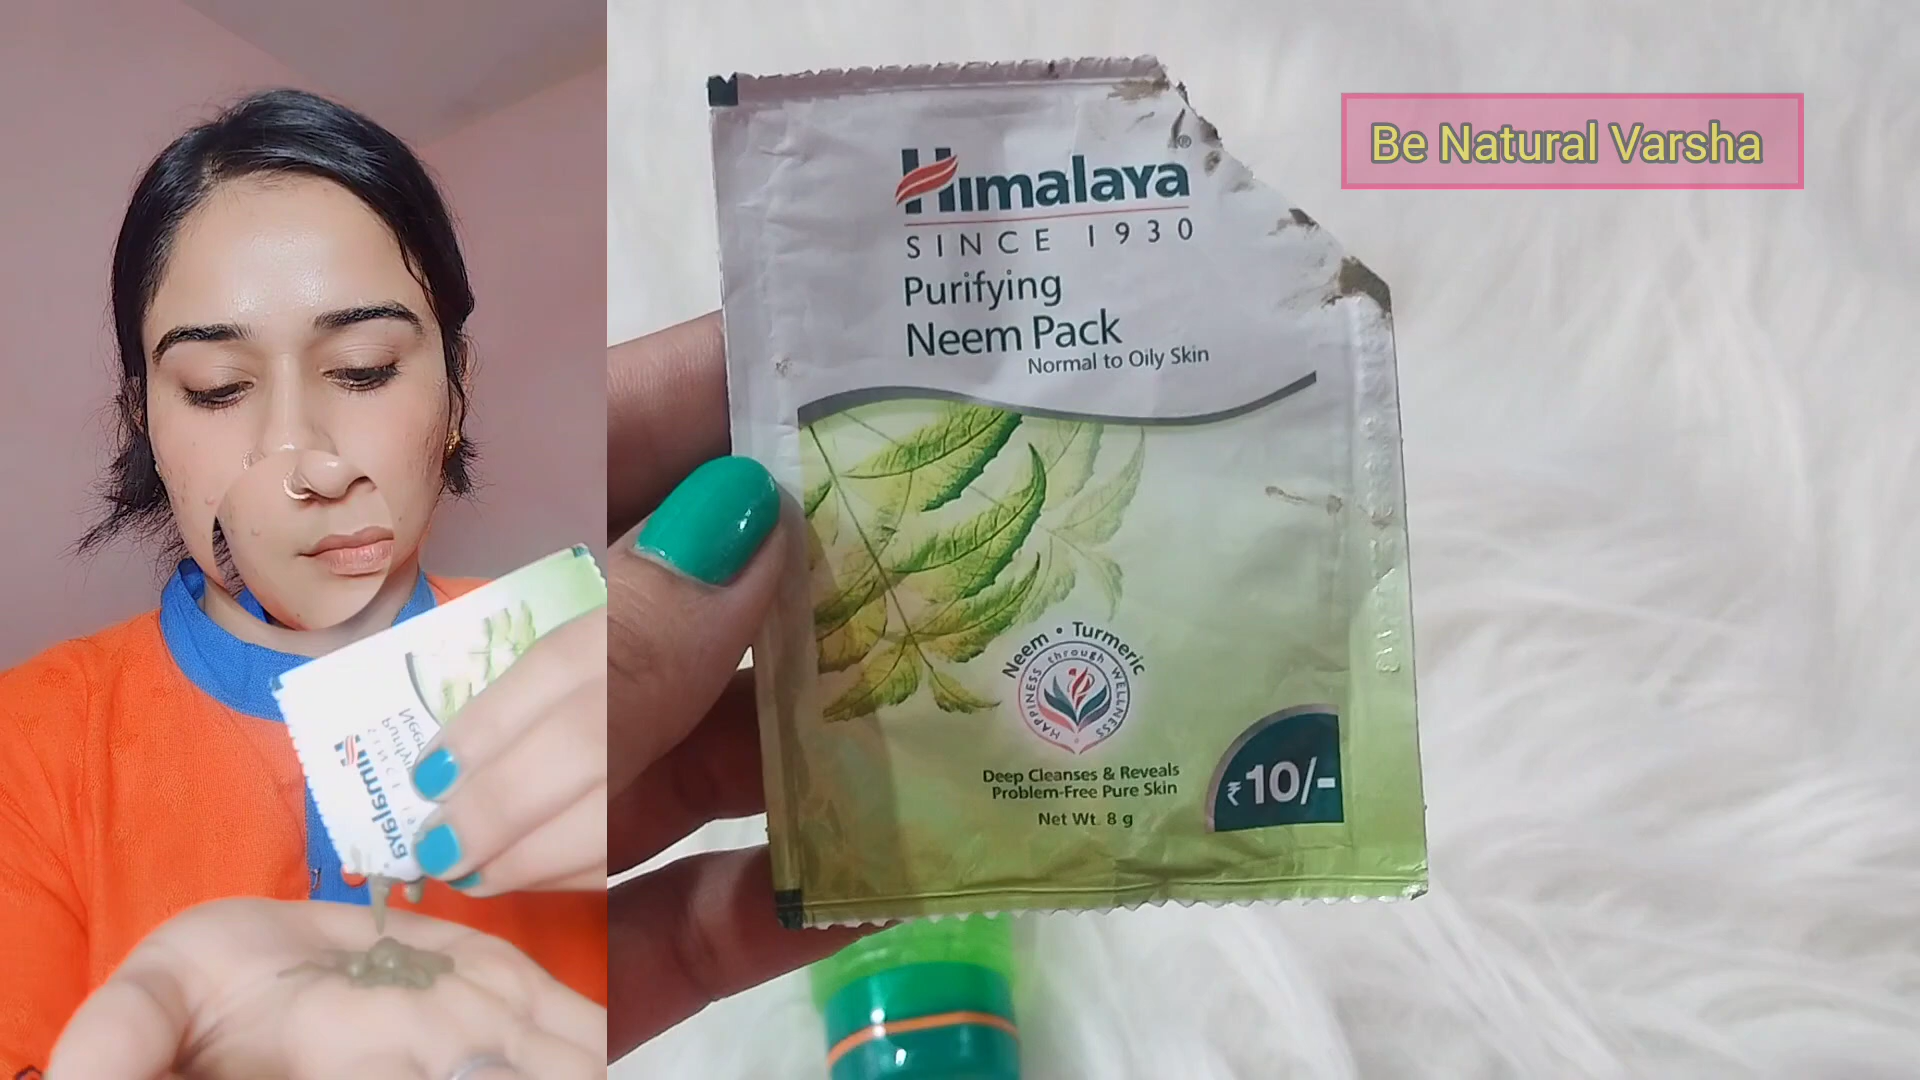 Be Natural Varsha
Himalaya®
SINCE 1930
Purifying
Neem Pack
Normal to Oily Skin
Neem • Turmeric
HAPPINESS through WELLNESS
Deep Cleanses & Reveals
Problem-Free Pure Skin
Net Wt. 8 g
₹10/-
Himalaya